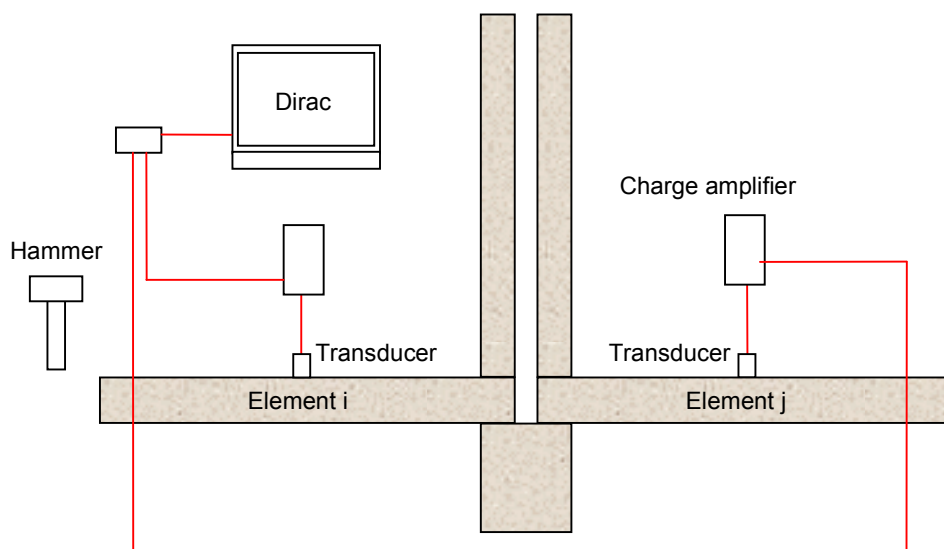 Dirac
Charge amplifier
Hammer
Transducer
Transducer
Element i
Element j